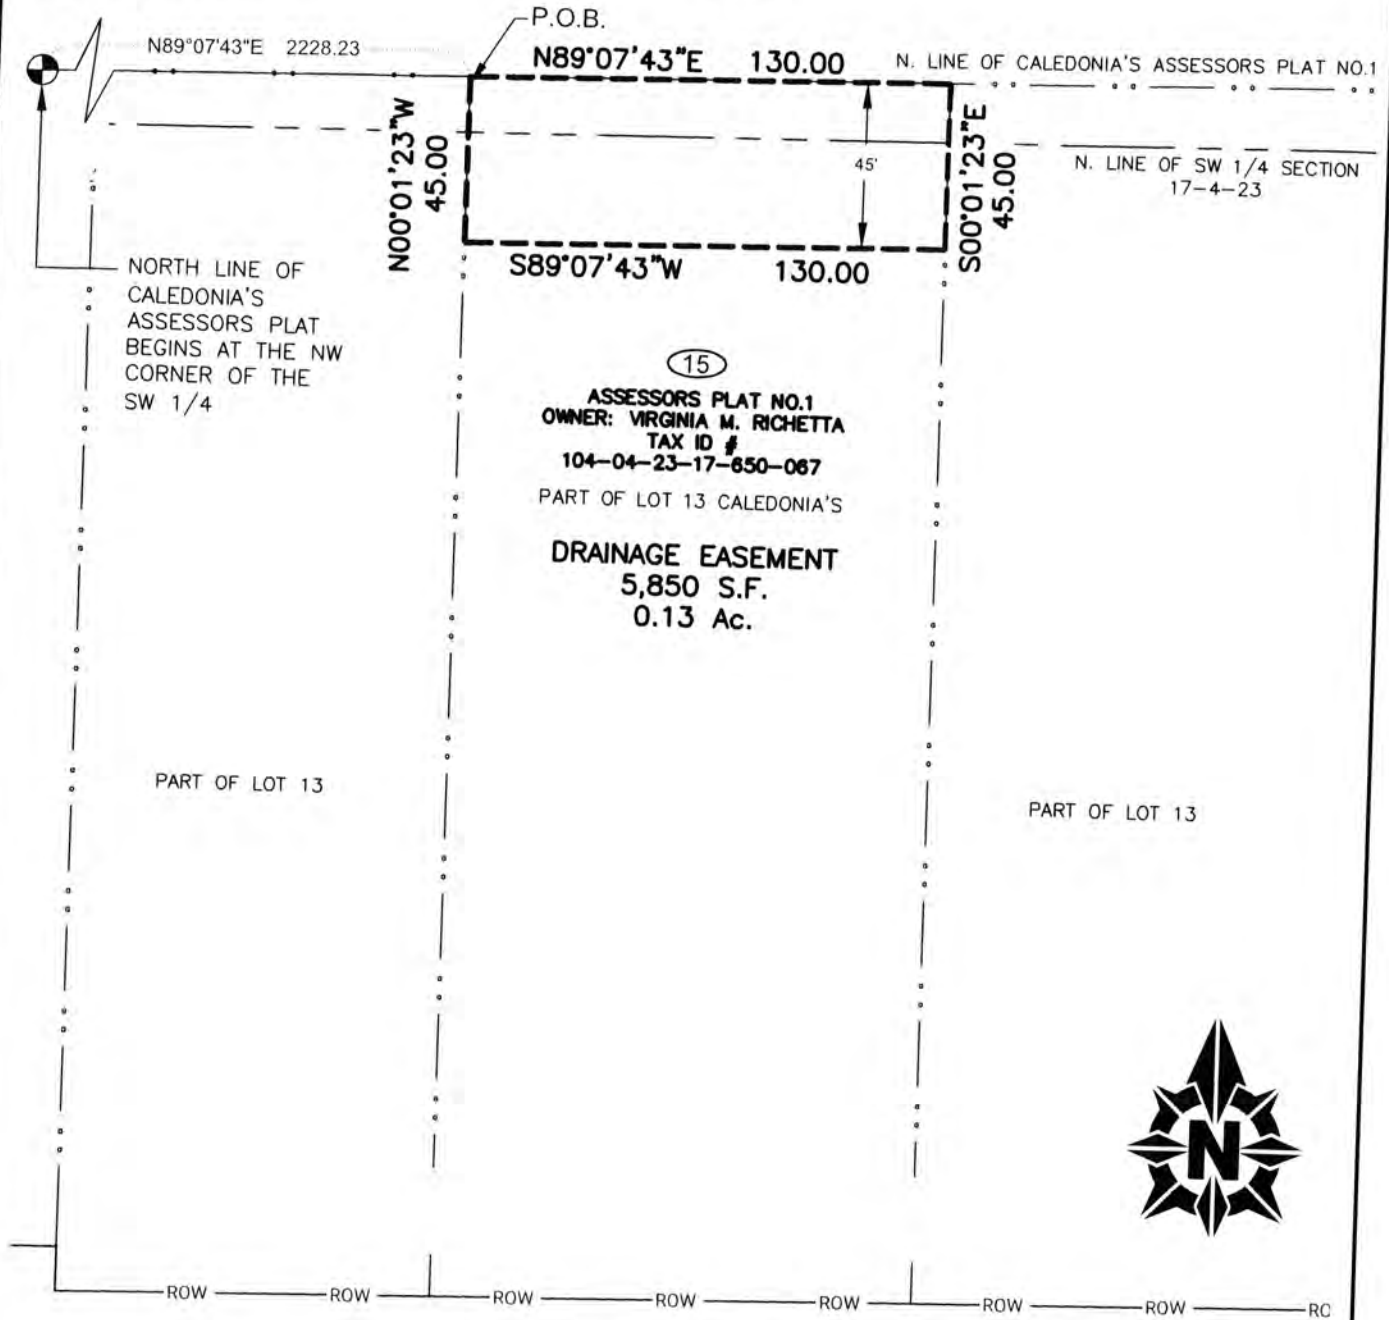 P.O.B.
N89°07'43"E 2228.23
N89°07'43"E 130.00
N. LINE OF CALEDONIA'S ASSESSORS PLAT NO.1
N00°01'23"W
45.00
45'
S00°01'23"E
45.00
N. LINE OF SW 1/4 SECTION
17-4-23
S89°07'43"W 130.00
NORTH LINE OF
CALEDONIA'S
ASSESSORS PLAT
BEGINS AT THE NW
CORNER OF THE
SW 1/4
15
ASSESSORS PLAT NO.1
OWNER: VIRGINIA M. RICHETTA
TAX ID #
104-04-23-17-650-067
PART OF LOT 13 CALEDONIA'S
DRAINAGE EASEMENT
5,850 S.F.
0.13 Ac.
PART OF LOT 13
PART OF LOT 13
N
ROW ROW ROW ROW ROW ROW ROW RO